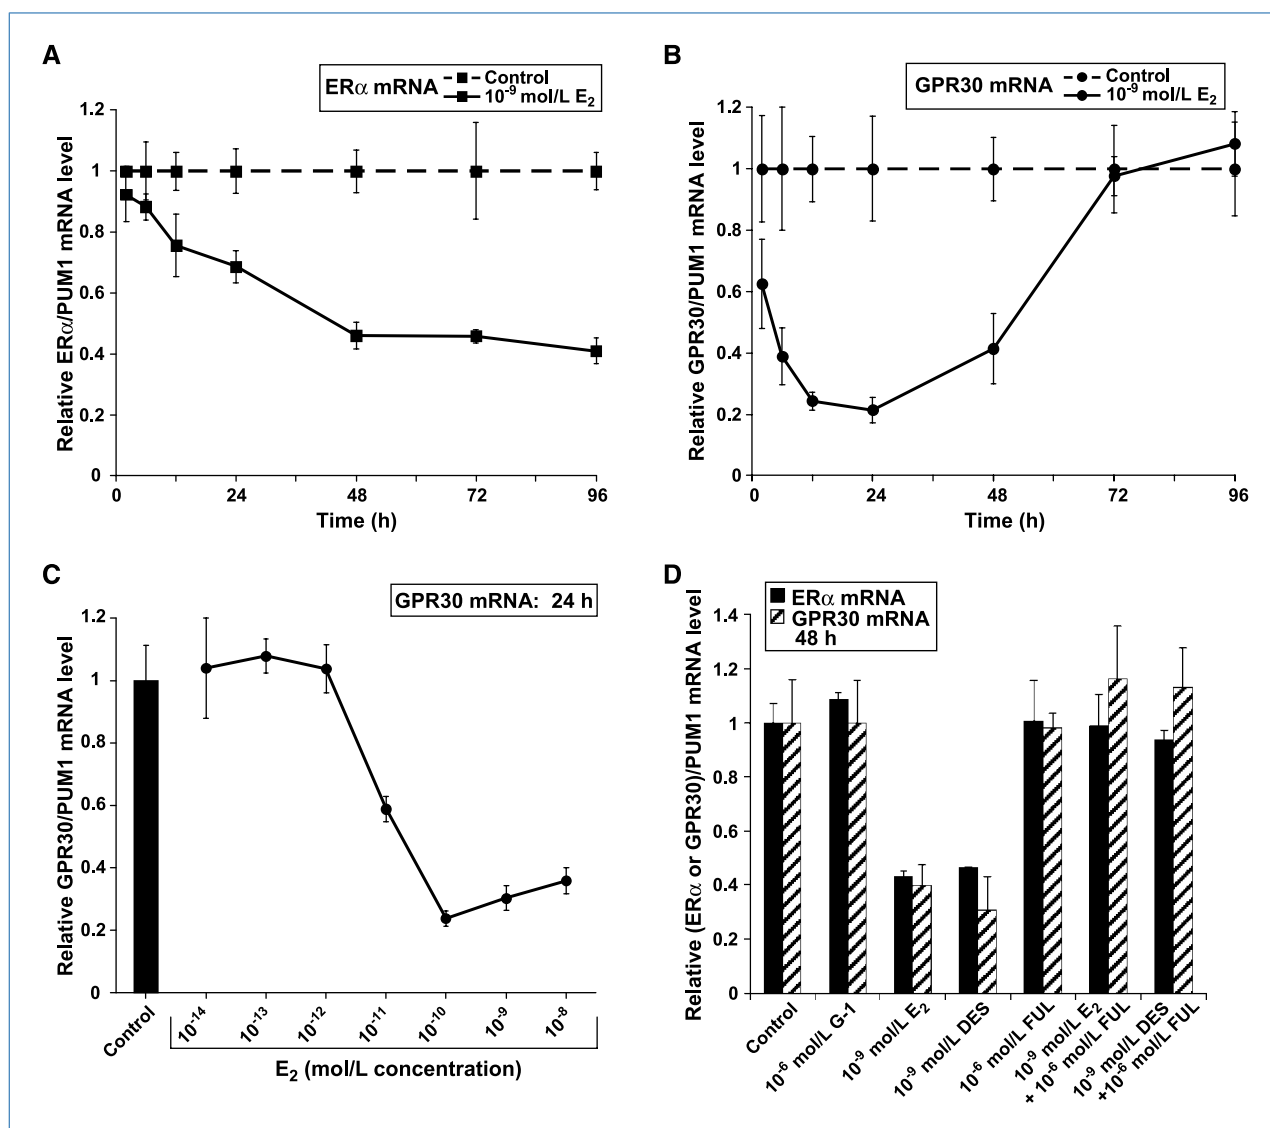 A
ERα mRNA
Control
10⁻⁹ mol/L E₂
Relative ERα/PUM1 mRNA level
1.2
1
0.8
0.6
0.4
0.2
0
0 24 48 72 96
Time (h)
B
GPR30 mRNA
Control
10⁻⁹ mol/L E₂
Relative GPR30/PUM1 mRNA level
1.2
1
0.8
0.6
0.4
0.2
0
0 24 48 72 96
Time (h)
C
GPR30 mRNA: 24 h
Relative GPR30/PUM1 mRNA level
1.2
1
0.8
0.6
0.4
0.2
0
Control
10⁻¹⁴
10⁻¹³
10⁻¹²
10⁻¹¹
10⁻¹⁰
10⁻⁹
10⁻⁸
E₂ (mol/L concentration)
D
ERα mRNA
GPR30 mRNA
48 h
Relative (ERα or GPR30)/PUM1 mRNA level
1.4
1.2
1
0.8
0.6
0.4
0.2
0
Control
10⁻⁶ mol/L G-1
10⁻⁹ mol/L E₂
10⁻⁹ mol/L DES
10⁻⁶ mol/L FUL
10⁻⁹ mol/L E₂
+ 10⁻⁶ mol/L FUL
10⁻⁹ mol/L DES
+10⁻⁶ mol/L FUL